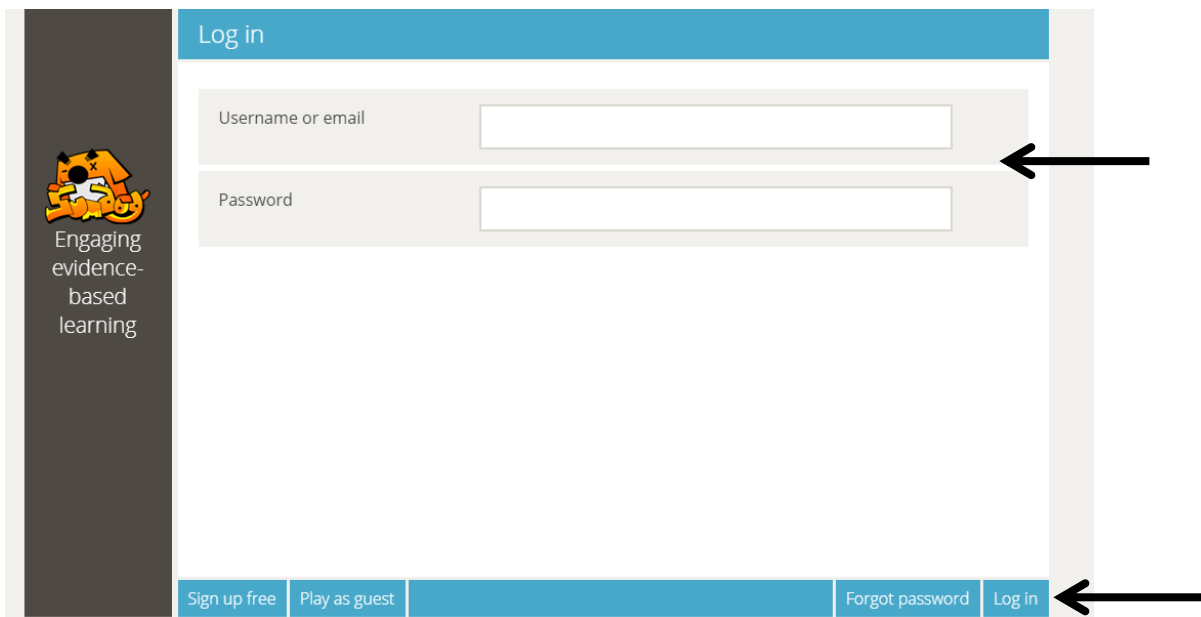 Log in
Username or email
Password
Sumdog
Engaging
evidence-
based
learning
Sign up free
Play as guest
Forgot password
Log in